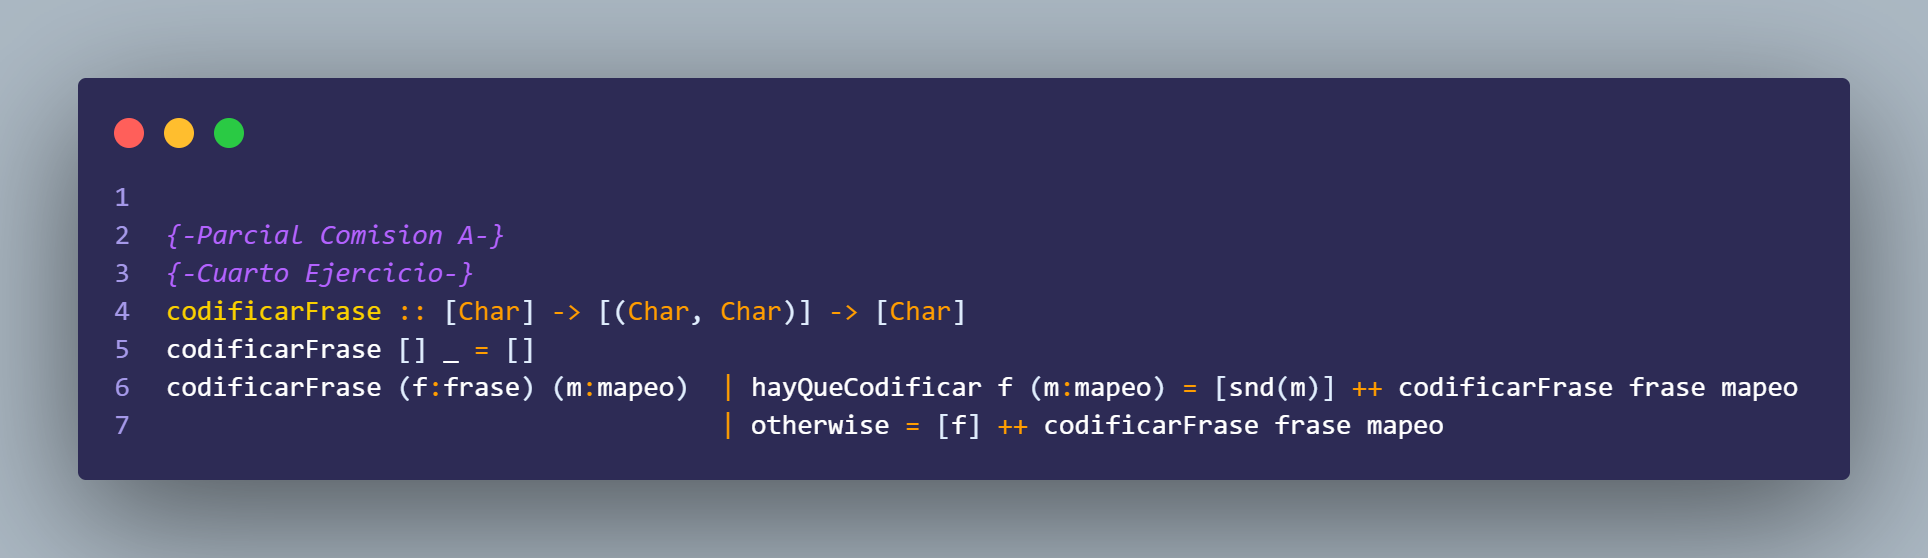 1
2 {-Parcial Comision A-}
3 {-Cuarto Ejercicio-}
4 codificarFrase :: [Char] -> [(Char, Char)] -> [Char]
5 codificarFrase [] _ = []
6 codificarFrase (f:frase) (m:mapeo)  | hayQueCodificar f (m:mapeo) = [snd(m)] ++ codificarFrase frase mapeo
7                                     | otherwise = [f] ++ codificarFrase frase mapeo